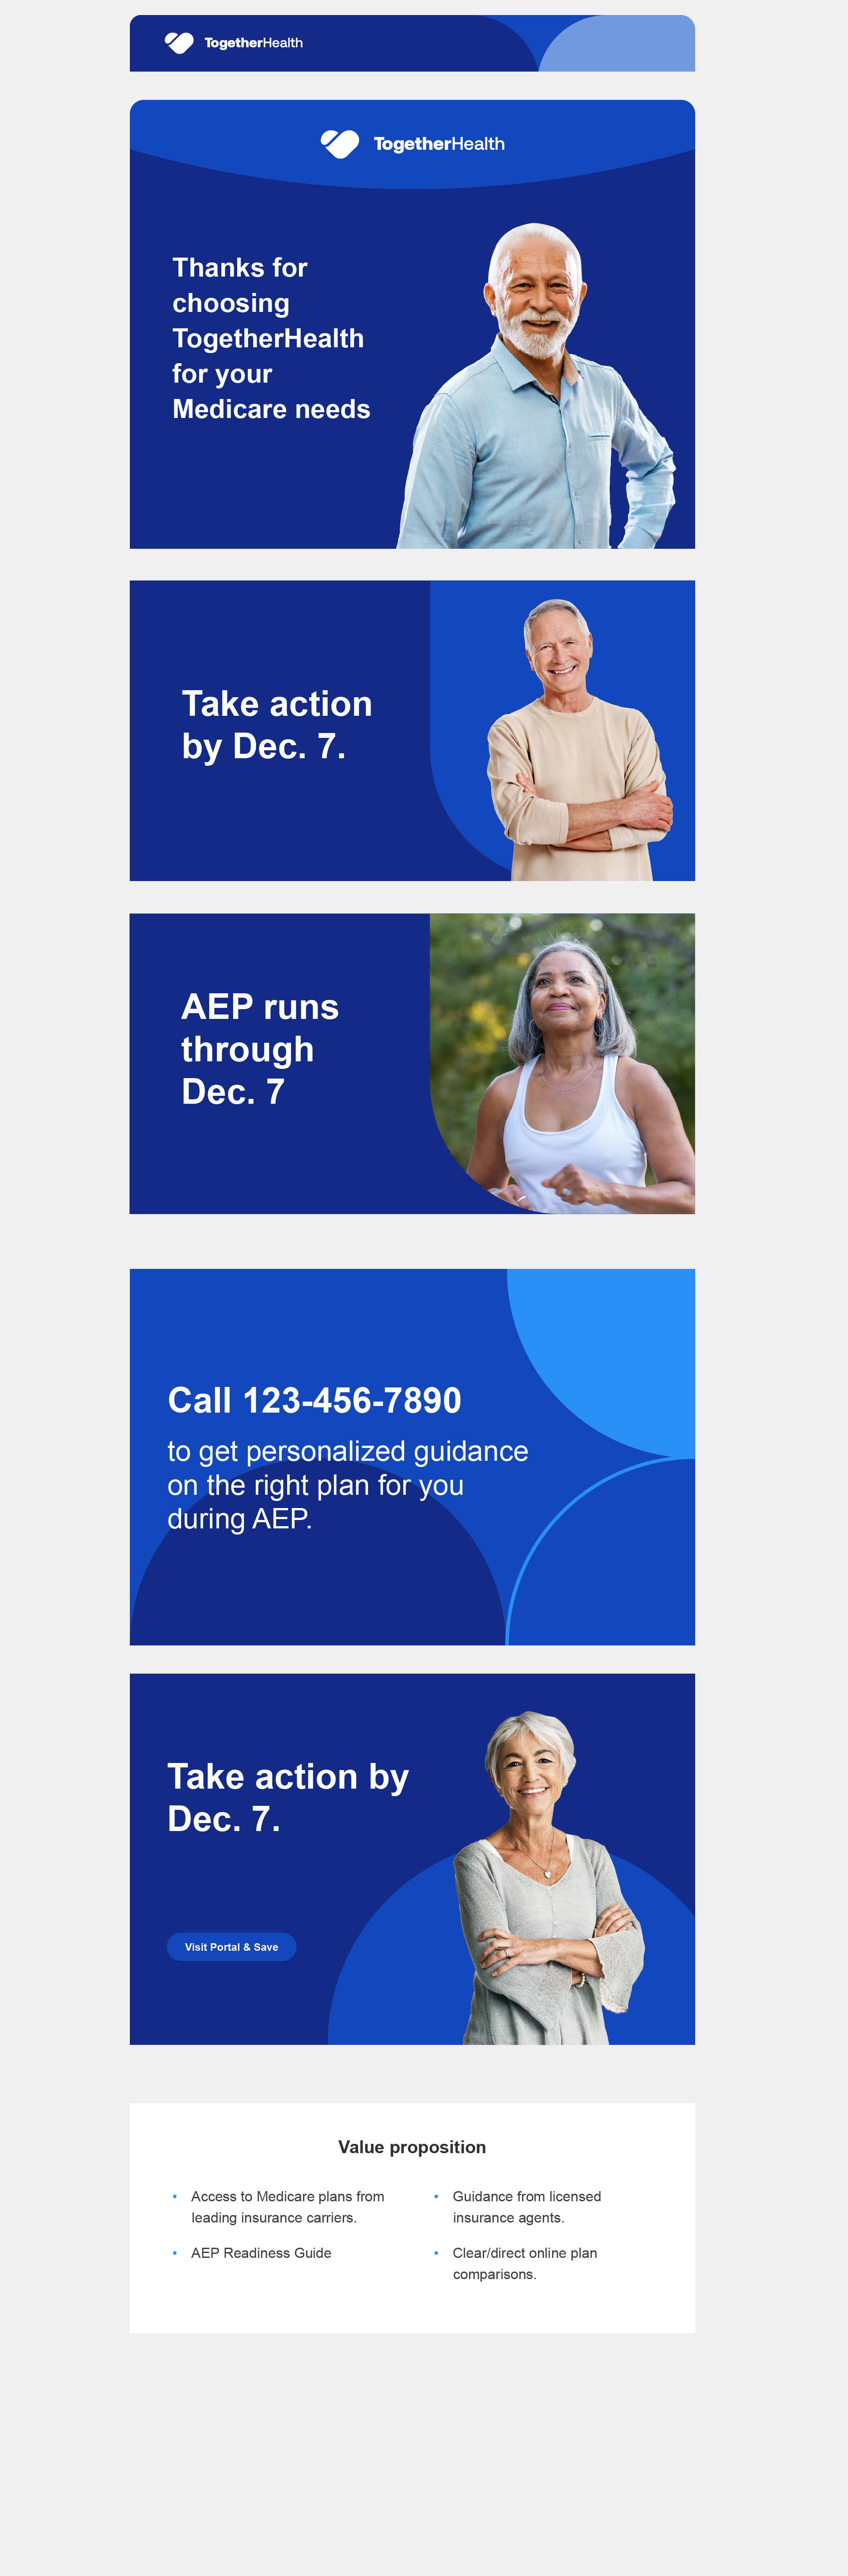 TogetherHealth
TogetherHealth
Thanks for
choosing
TogetherHealth
for your
Medicare needs
Take action
by Dec. 7.
AEP runs
through
Dec. 7
Call 123-456-7890
to get personalized guidance
on the right plan for you
during AEP.
Take action by
Dec. 7.
Visit Portal & Save
Value proposition
• Access to Medicare plans from
leading insurance carriers.
• AEP Readiness Guide
• Guidance from licensed
insurance agents.
• Clear/direct online plan
comparisons.